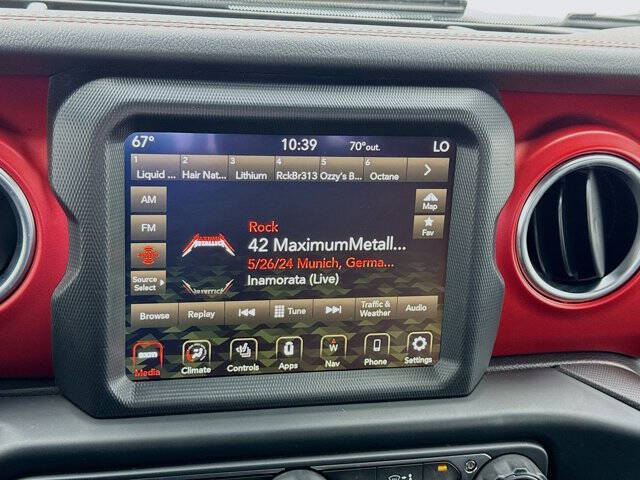 67° 10:39 70°out. LO
1 2 3 4 5 6
Liquid ... Hair Nat... Lithium RckBr313 Ozzy's B... Octane
AM
Map
FM
Fav
Rock
MAXIMUM
METALLICA
42 MaximumMetall...
5/26/24 Munich, Germa...
Source
Select
Inamorata (Live)
Browse Replay Tune Traffic &
Weather Audio
Media Climate Controls Apps Nav Phone Settings